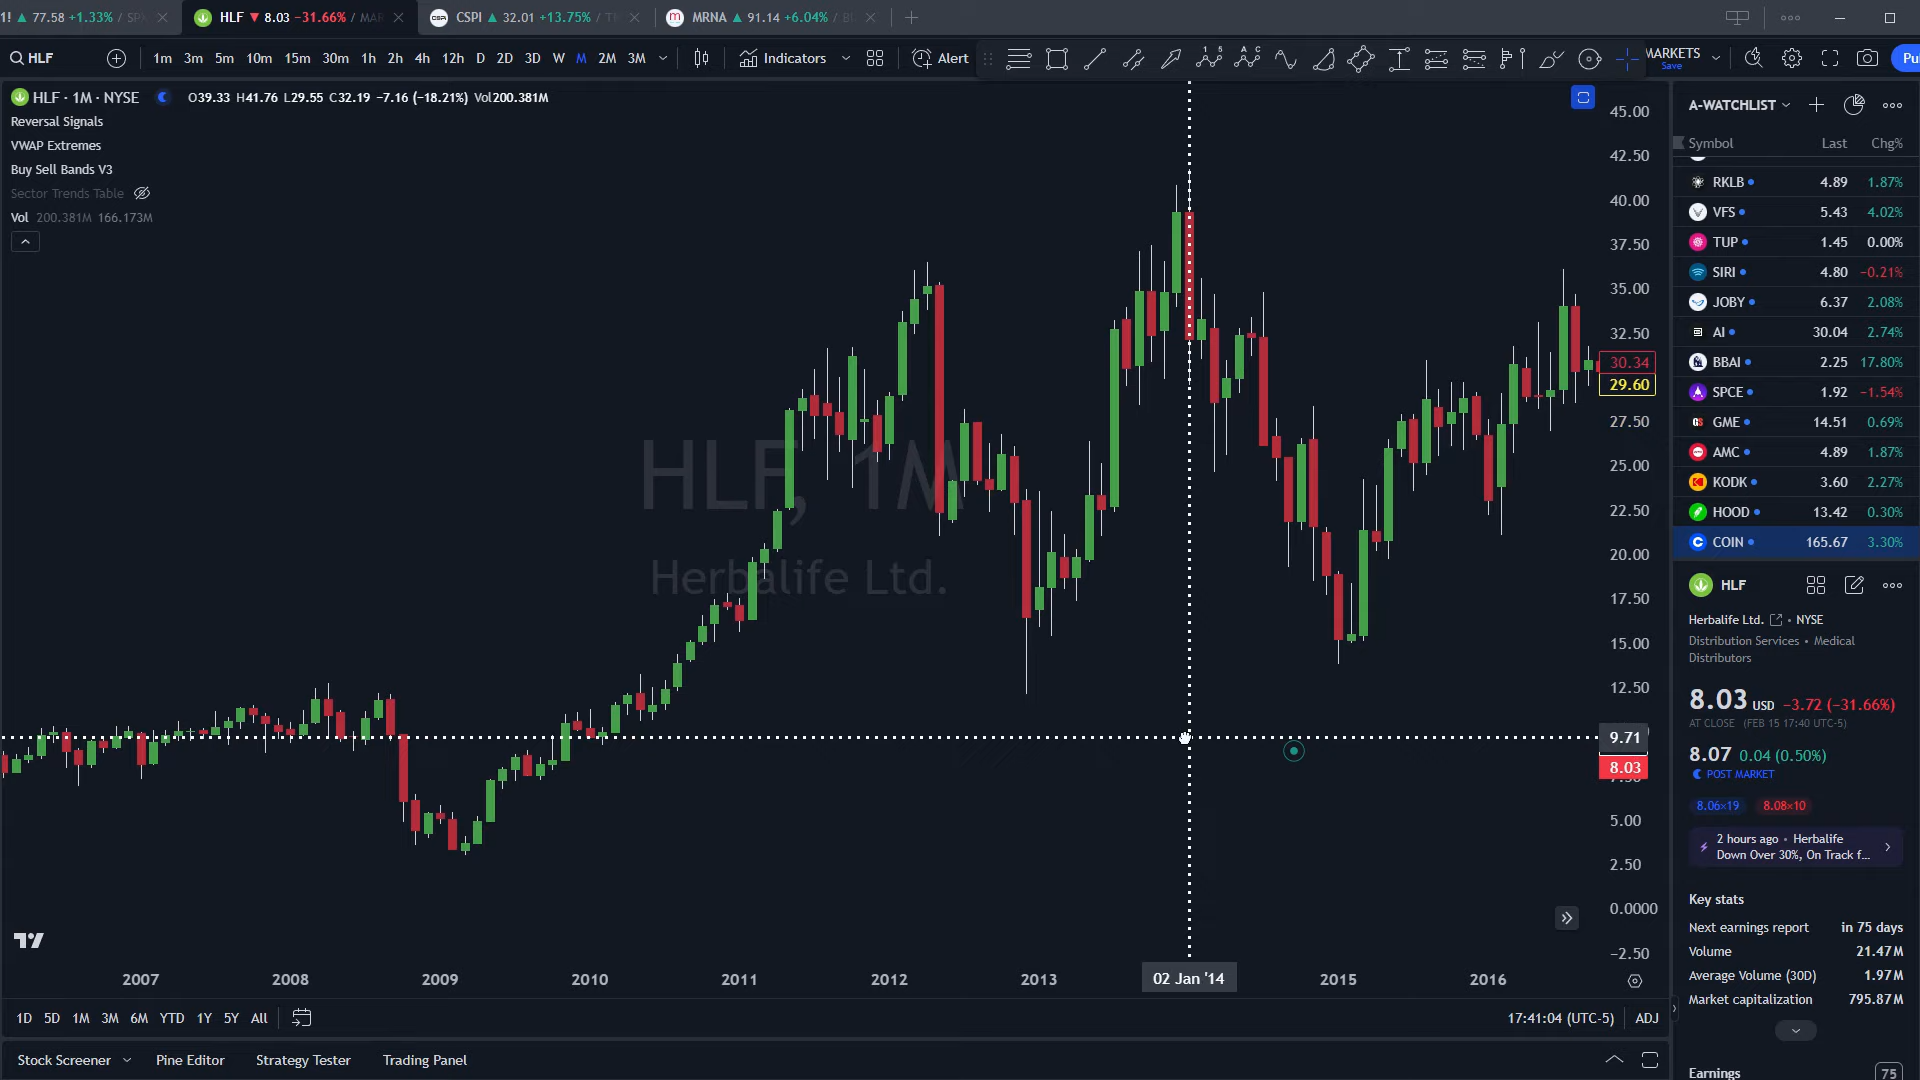 1! ▲ 77.58 +1.33% / SP
HLF ▼ 8.03 −31.66% / MAR
CSPI ▲ 32.01 +13.75% / T
MRNA ▲ 91.14 +6.04% / B
HLF
1m 3m 5m 10m 15m 30m 1h 2h 4h 12h D 2D 3D W M 2M 3M
Indicators
Alert
MARKETS
Save
Pu
HLF · 1M · NYSE
O39.33 H41.76 L29.55 C32.19 −7.16 (−18.21%) Vol200.381M
Reversal Signals
VWAP Extremes
Buy Sell Bands V3
Sector Trends Table
Vol 200.381M 166.173M
HLF, 1M
Herbalife Ltd.
45.00
42.50
40.00
37.50
35.00
32.50
30.34
29.60
27.50
25.00
22.50
20.00
17.50
15.00
12.50
9.71
8.03
5.00
2.50
0.0000
−2.50
2007 2008 2009 2010 2011 2012 2013 02 Jan '14 2015 2016
1D 5D 1M 3M 6M YTD 1Y 5Y All
17:41:04 (UTC-5) ADJ
Stock Screener Pine Editor Strategy Tester Trading Panel
A-WATCHLIST
Symbol Last Chg%
RKLB 4.89 1.87%
VFS 5.43 4.02%
TUP 1.45 0.00%
SIRI 4.80 −0.21%
JOBY 6.37 2.08%
AI 30.04 2.74%
BBAI 2.25 17.80%
SPCE 1.92 −1.54%
GME 14.51 0.69%
AMC 4.89 1.87%
KODK 3.60 2.27%
HOOD 13.42 0.30%
COIN 165.67 3.30%
HLF
Herbalife Ltd. • NYSE
Distribution Services • Medical
Distributors
8.03 USD −3.72 (−31.66%)
AT CLOSE (FEB 15 17:40 UTC-5)
8.07 0.04 (0.50%)
POST MARKET
8.06×19 8.08×10
2 hours ago • Herbalife
Down Over 30%, On Track f...
Key stats
Next earnings report in 75 days
Volume 21.47M
Average Volume (30D) 1.97M
Market capitalization 795.87M
Earnings 75